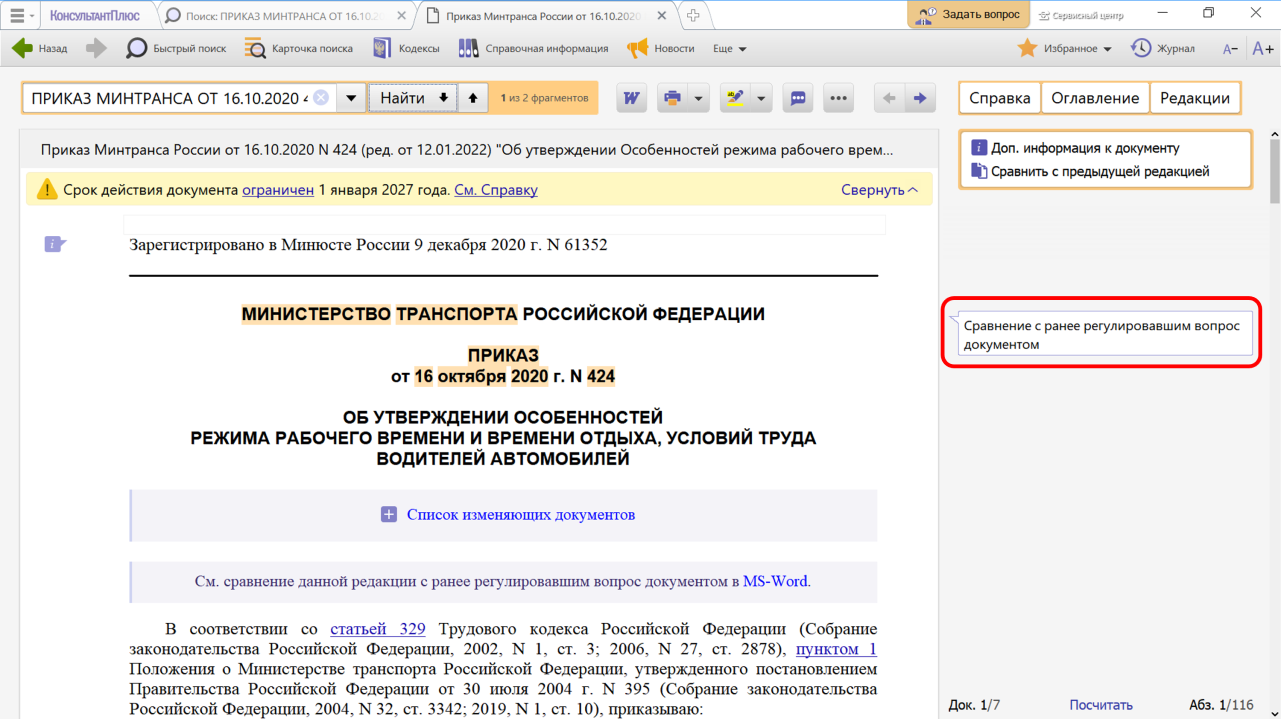 КонсультантПлюс
Поиск: ПРИКАЗ МИНТРАНСА ОТ 16.10.2
Приказ Минтранса России от 16.10.2020
Задать вопрос
Сервисный центр
Назад
Быстрый поиск
Карточка поиска
Кодексы
Справочная информация
Новости
Еще
Избранное
Журнал
A−
A+
ПРИКАЗ МИНТРАНСА ОТ 16.10.2020
Найти
1 из 2 фрагментов
W
Справка
Оглавление
Редакции
Приказ Минтранса России от 16.10.2020 N 424 (ред. от 12.01.2022) "Об утверждении Особенностей режима рабочего врем...
Доп. информация к документу
Сравнить с предыдущей редакцией
Срок действия документа ограничен 1 января 2027 года. См. Справку
Свернуть
Зарегистрировано в Минюсте России 9 декабря 2020 г. N 61352
МИНИСТЕРСТВО ТРАНСПОРТА РОССИЙСКОЙ ФЕДЕРАЦИИ
Сравнение с ранее регулировавшим вопрос
документом
ПРИКАЗ
от 16 октября 2020 г. N 424
ОБ УТВЕРЖДЕНИИ ОСОБЕННОСТЕЙ
РЕЖИМА РАБОЧЕГО ВРЕМЕНИ И ВРЕМЕНИ ОТДЫХА, УСЛОВИЙ ТРУДА
ВОДИТЕЛЕЙ АВТОМОБИЛЕЙ
Список изменяющих документов
См. сравнение данной редакции с ранее регулировавшим вопрос документом в MS-Word.
В соответствии со статьей 329 Трудового кодекса Российской Федерации (Собрание
законодательства Российской Федерации, 2002, N 1, ст. 3; 2006, N 27, ст. 2878), пунктом 1
Положения о Министерстве транспорта Российской Федерации, утвержденного постановлением
Правительства Российской Федерации от 30 июля 2004 г. N 395 (Собрание законодательства
Российской Федерации, 2004, N 32, ст. 3342; 2019, N 1, ст. 10), приказываю:
Док. 1/7
Посчитать
Абз. 1/116